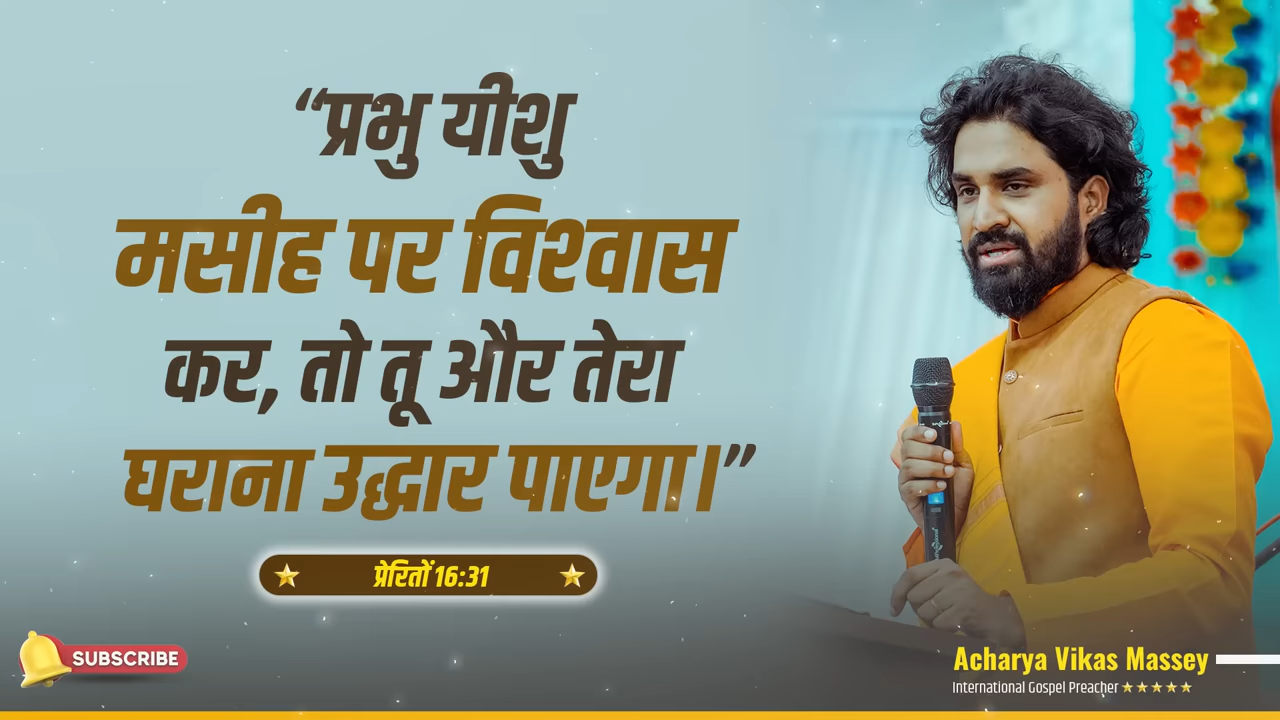 “प्रभु यीशु
मसीह पर विश्वास
कर, तो तू और तेरा
घराना उद्धार पाएगा।”
प्रेरितों 16:31
SUBSCRIBE
Acharya Vikas Massey
International Gospel Preacher